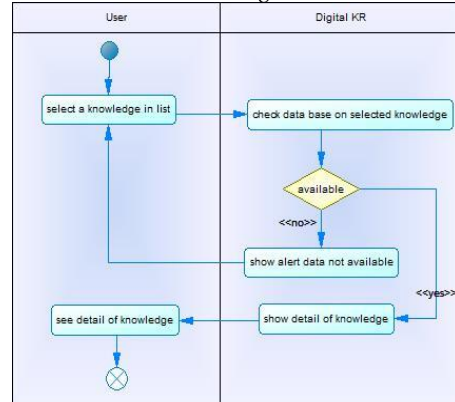 User
Digital KR
select a knowledge in list
check data base on selected knowledge
available
<<no>>
show alert data not available
<<yes>>
see detail of knowledge
show detail of knowledge